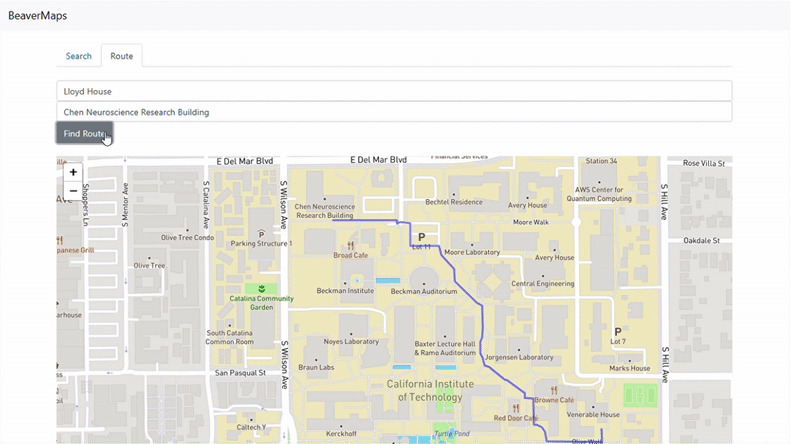 BeaverMaps
Search
Route
Lloyd House
Chen Neuroscience Research Building
Find Route
E Del Mar Blvd
E Del Mar Blvd
Financial Services
Station 34
Rose Villa St
+
−
Shoppers Ln
S Mentor Ave
S Catalina Ave
S Wilson Ave
Chen Neuroscience
Research Building
Bechtel Residence
Avery House
AWS Center for
Quantum Computing
S Hill Ave
Moore Walk
Olive Tree Condo
P
Parking Structure 1
P
Lot 11
Oakdale St
Japanese Grill
Broad Cafe
Moore Laboratory
Avery House
Olive Tree
Beckman Institute
Beckman Auditorium
Central Engineering
Catalina Community
Garden
South Catalina
Common Room
Noyes Laboratory
Baxter Lecture Hall
& Ramo Auditorium
Jorgensen Laboratory
P
Lot 7
S Wilson Ave
S Hill Ave
Braun Labs
Marks House
San Pasqual St
California Institute
of Technology
Browne Café
Red Door Café
Venerable House
Caltech Y
Kerckhoff
Turtle Pond
Olive Walk